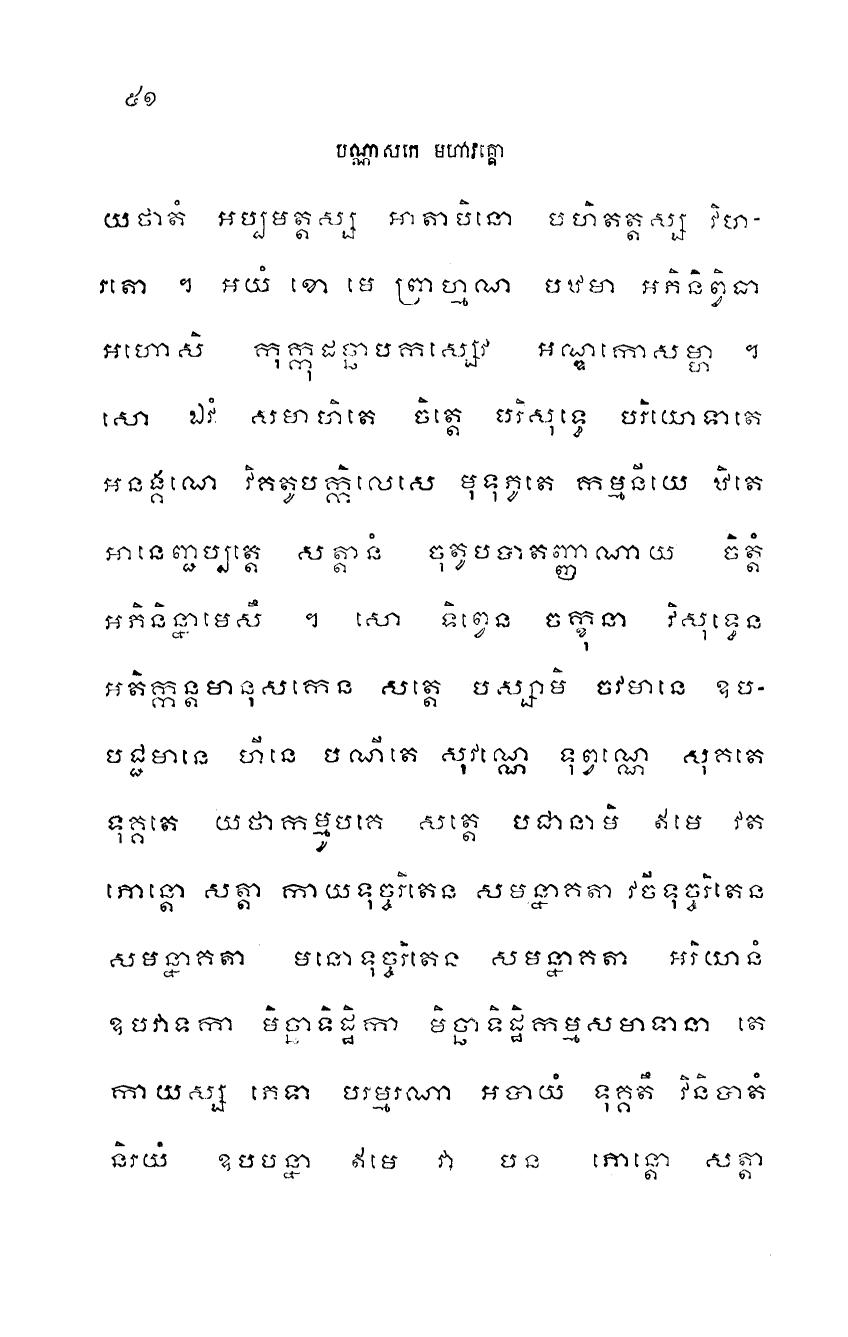 ៥១
បណ្ណាសកេ មហាវគ្គោ
យថាតំ អប្បមត្តស្ស អាតាបិនោ បហិតត្តស្ស វិហ-
រតោ ។ អយំ ខោ មេ ព្រាហ្មណ បឋមា អភិនិព្វិធា
អហោសិ កុក្កុដច្ឆាបកស្សេវ អណ្ឌកោសម្ហា ។
សោ ឯវំ សមាហិតេ ចិត្តេ បរិសុទ្ធេ បរិយោទាតេ
អនង្គណេ វិគតូបក្កិលេសេ មុទុភូតេ កម្មនីយេ ឋិតេ
អានេញ្ជប្បត្តេ សត្តានំ ចុតូបបាតញ្ញាណាយ ចិត្តំ
អភិនិន្នាមេសឹ ។ សោ ទិព្វេន ចក្ខុនា វិសុទ្ធេន
អតិក្កន្តមានុសកេន សត្តេ បស្សាមិ ចវមានេ ឧប-
បជ្ជមានេ ហីនេ បណីតេ សុវណ្ណេ ទុព្វណ្ណេ សុគតេ
ទុគ្គតេ យថាកម្មូបគេ សត្តេ បជានាមិ ឥមេ វត
ភោន្តោ សត្តា កាយទុច្ចរិតេន សមន្នាគតា វចីទុច្ចរិតេន
សមន្នាគតា មនោទុច្ចរិតេន សមន្នាគតា អរិយានំ
ឧបវាទកា មិច្ឆាទិដ្ឋិកា មិច្ឆាទិដ្ឋិកម្មសមាទានា តេ
កាយស្ស ភេទា បរម្មរណា អបាយំ ទុគ្គតឹ វិនិបាតំ
និរយំ ឧបបន្នា ឥមេ វា បន ភោន្តោ សត្តា